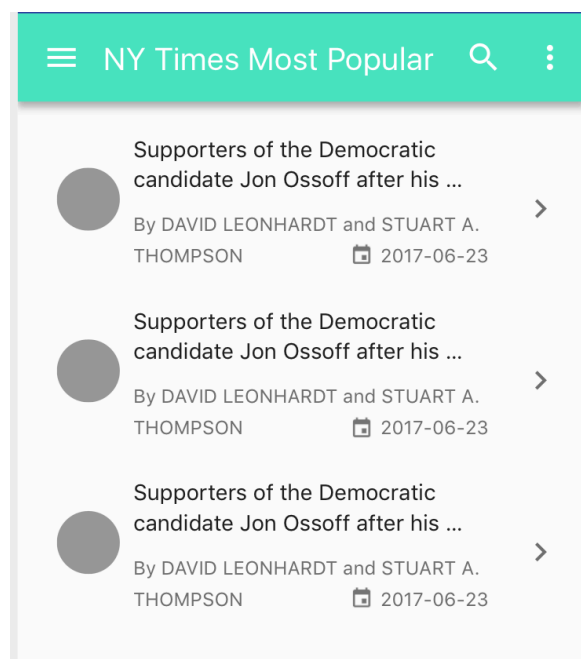 NY Times Most Popular
Supporters of the Democratic
candidate Jon Ossoff after his ...
By DAVID LEONHARDT and STUART A.
THOMPSON 2017-06-23
Supporters of the Democratic
candidate Jon Ossoff after his ...
By DAVID LEONHARDT and STUART A.
THOMPSON 2017-06-23
Supporters of the Democratic
candidate Jon Ossoff after his ...
By DAVID LEONHARDT and STUART A.
THOMPSON 2017-06-23